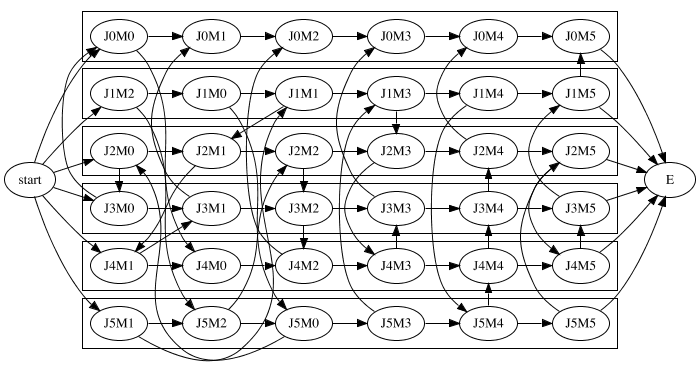 J0M0 J0M1 J0M2 J0M3 J0M4 J0M5
J1M2 J1M0 J1M1 J1M3 J1M4 J1M5
J2M0 J2M1 J2M2 J2M3 J2M4 J2M5
start E
J3M0 J3M1 J3M2 J3M3 J3M4 J3M5
J4M1 J4M0 J4M2 J4M3 J4M4 J4M5
J5M1 J5M2 J5M0 J5M3 J5M4 J5M5